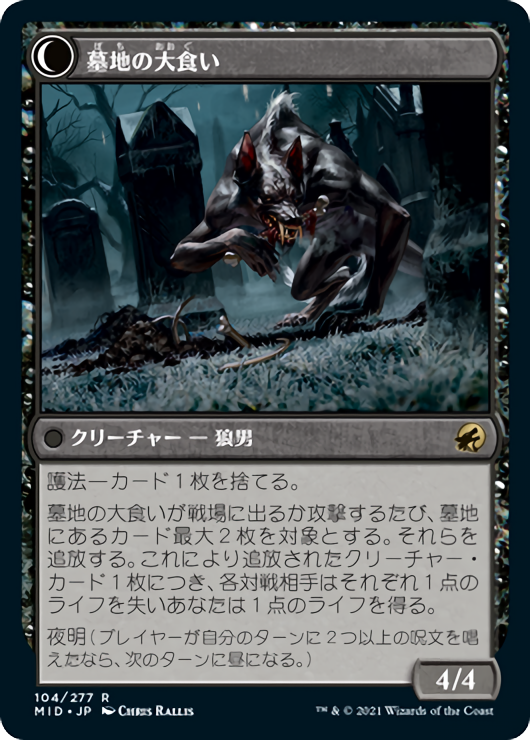 墓地の大食い
クリーチャー — 狼男
護法―カード１枚を捨てる。
墓地の大食いが戦場に出るか攻撃するたび、墓地
にあるカード最大２枚を対象とする。それら
を追放する。これにより追放されたクリーチャー・
カード１枚につき、各対戦相手はそれぞれ１点の
ライフを失いあなたは１点のライフを得る。
夜明（プレイヤーが自分のターンに２つ以上の呪文を唱
えたなら、次のターンに昼になる。）
4/4
104/277 R
MID • JP Chris Rallis
™ & © 2021 Wizards of the Coast